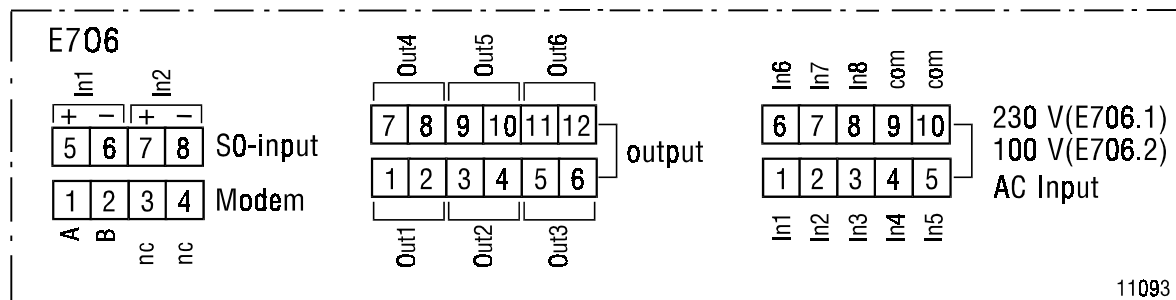 E706
In1 In2
+ − + −
5 6 7 8 S0-input
1 2 3 4 Modem
A B nc nc
Out4 Out5 Out6
7 8 9 10 11 12
output
1 2 3 4 5 6
Out1 Out2 Out3
In6 In7 In8 com com
6 7 8 9 10
1 2 3 4 5
In1 In2 In3 In4 In5
230 V(E706.1)
100 V(E706.2)
AC Input
11093